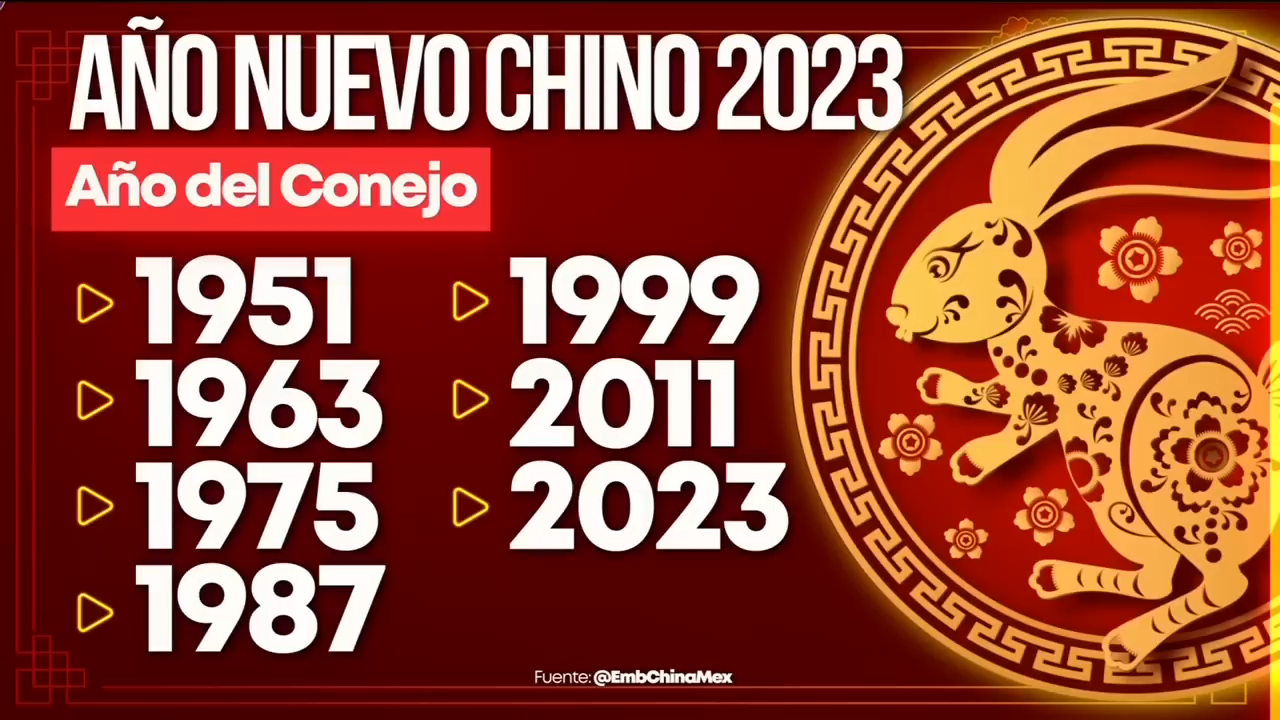 AÑO NUEVO CHINO 2023
Año del Conejo
1951
1963
1975
1987
1999
2011
2023
Fuente: @EmbChinaMex